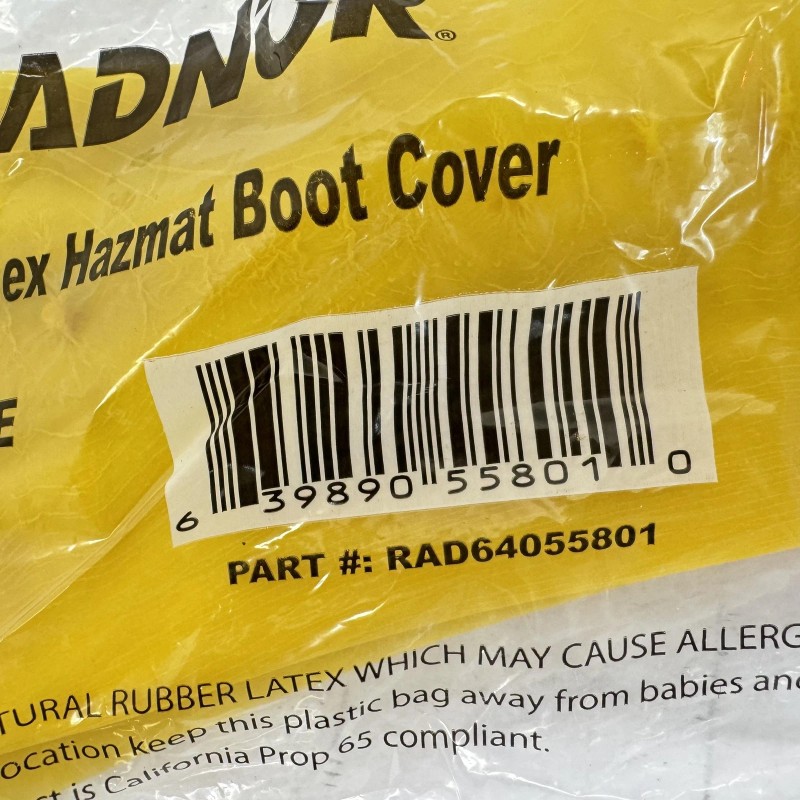 ADNOR®
ex Hazmat Boot Cover
E
6 39890 55801 0
PART #: RAD64055801
TURAL RUBBER LATEX WHICH MAY CAUSE ALLERG
ocation keep this plastic bag away from babies and
ct is California Prop 65 compliant.